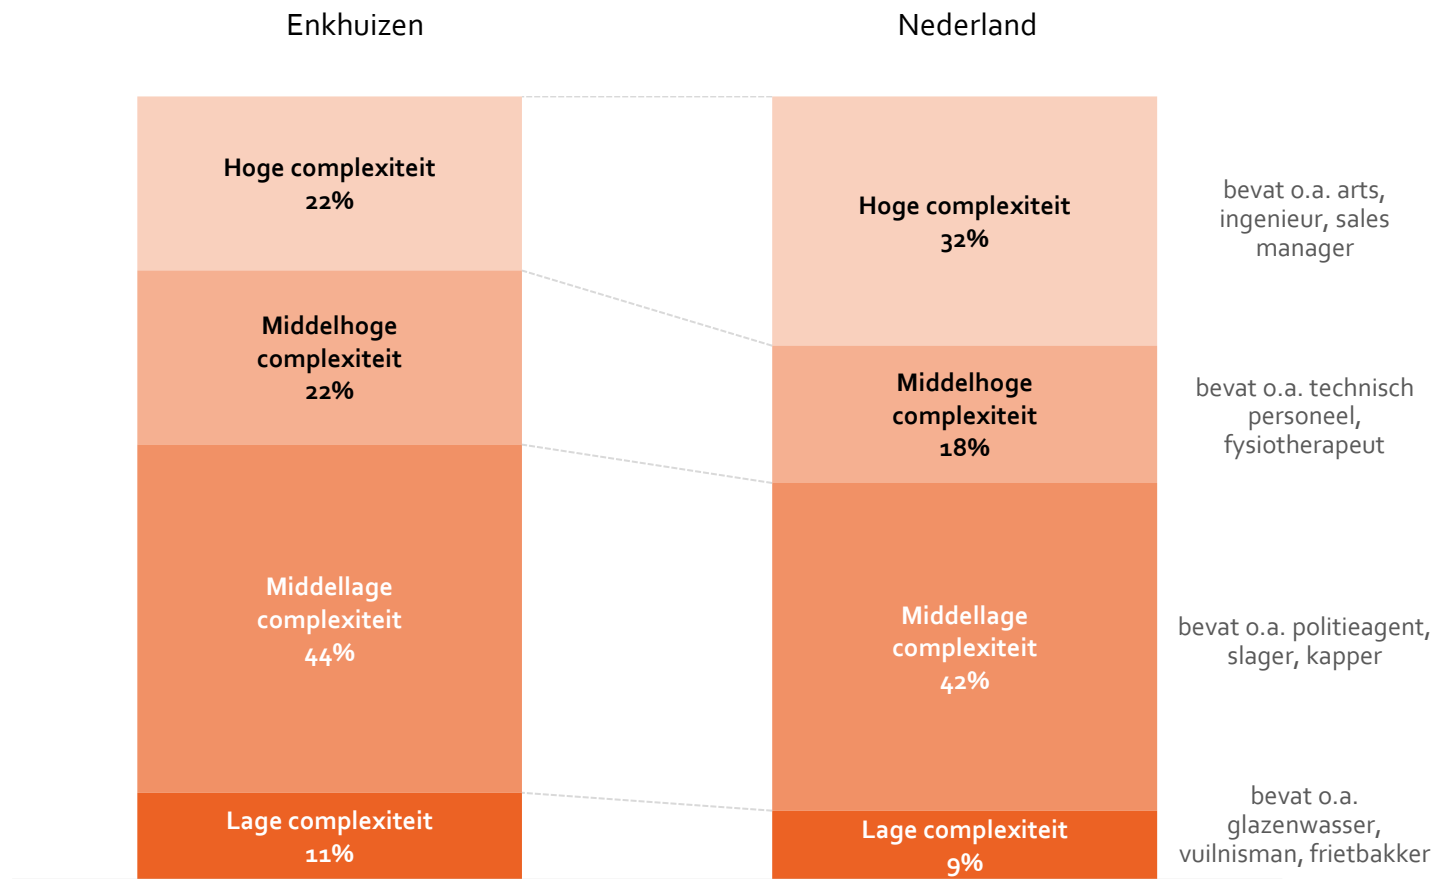 Enkhuizen
Nederland
Hoge complexiteit
22%
Middelhoge
complexiteit
22%
Middellage
complexiteit
44%
Lage complexiteit
11%
Hoge complexiteit
32%
Middelhoge
complexiteit
18%
Middellage
complexiteit
42%
Lage complexiteit
9%
bevat o.a. arts,
ingenieur, sales
manager
bevat o.a. technisch
personeel,
fysiotherapeut
bevat o.a. politieagent,
slager, kapper
bevat o.a.
glazenwasser,
vuilnisman, frietbakker